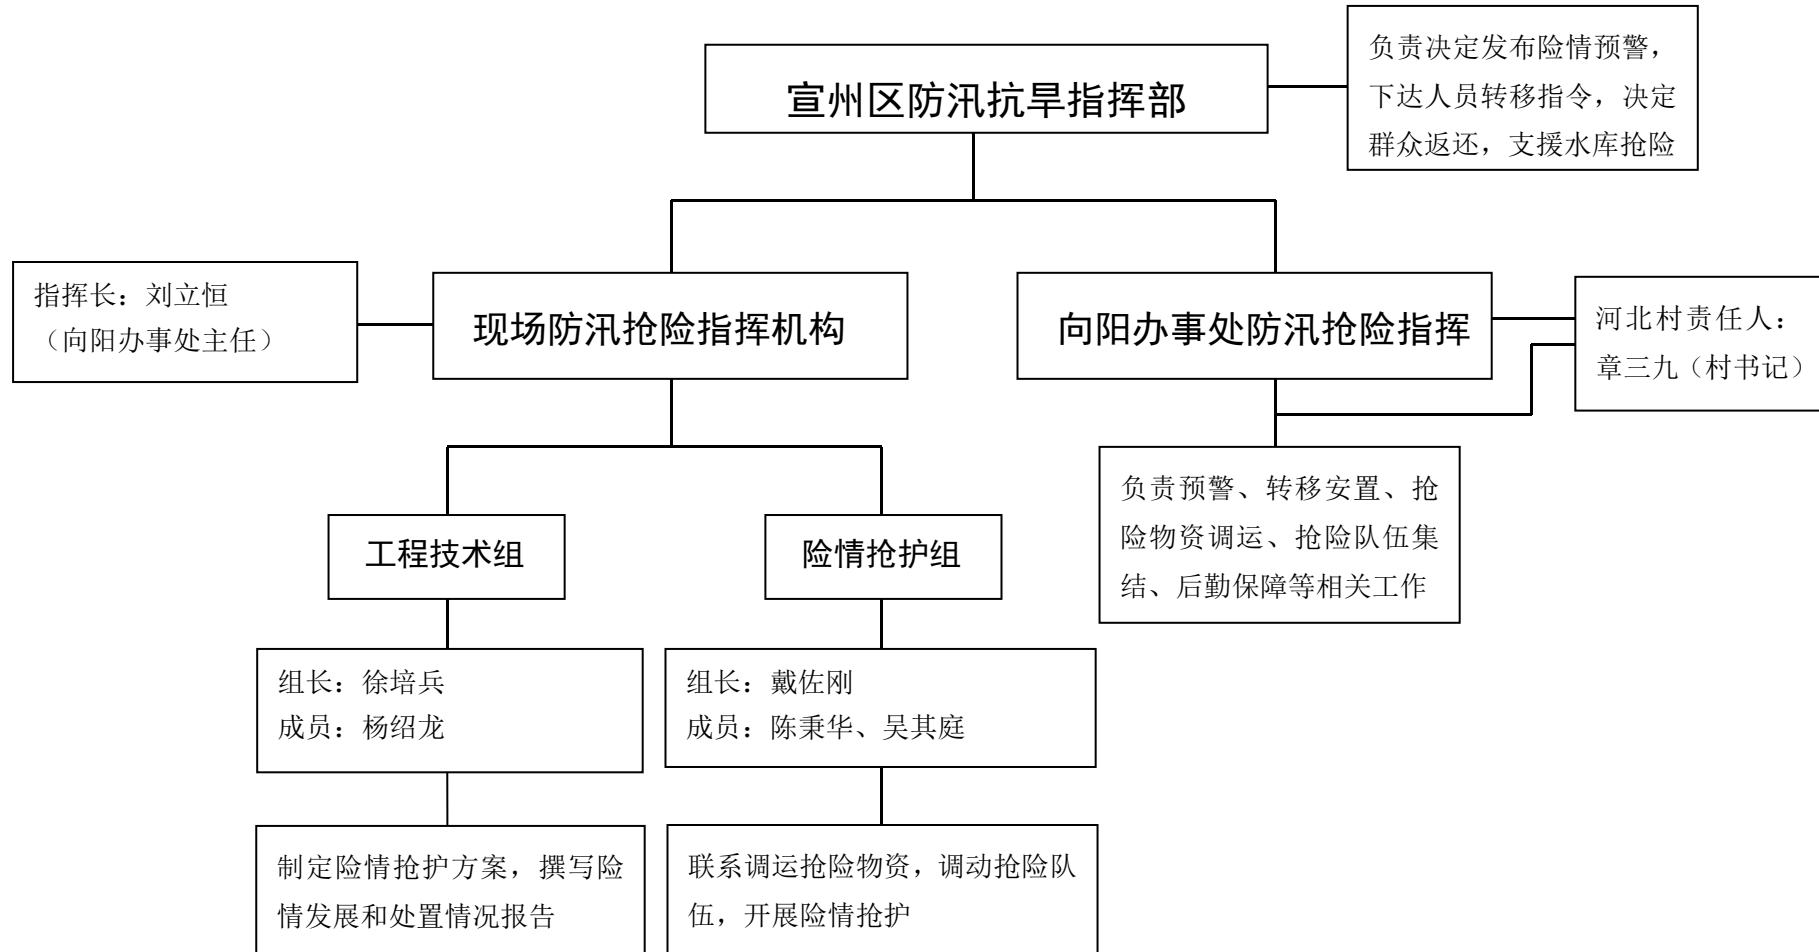 宣州区防汛抗旱指挥部
负责决定发布险情预警，
下达人员转移指令，决定
群众返还，支援水库抢险
指挥长：刘立恒
（向阳办事处主任）
现场防汛抢险指挥机构
向阳办事处防汛抢险指挥
河北村责任人：
章三九（村书记）
工程技术组
险情抢护组
负责预警、转移安置、抢
险物资调运、抢险队伍集
结、后勤保障等相关工作
组长：徐培兵
成员：杨绍龙
组长：戴佐刚
成员：陈秉华、吴其庭
制定险情抢护方案，撰写险
情发展和处置情况报告
联系调运抢险物资，调动抢险队
伍，开展险情抢护